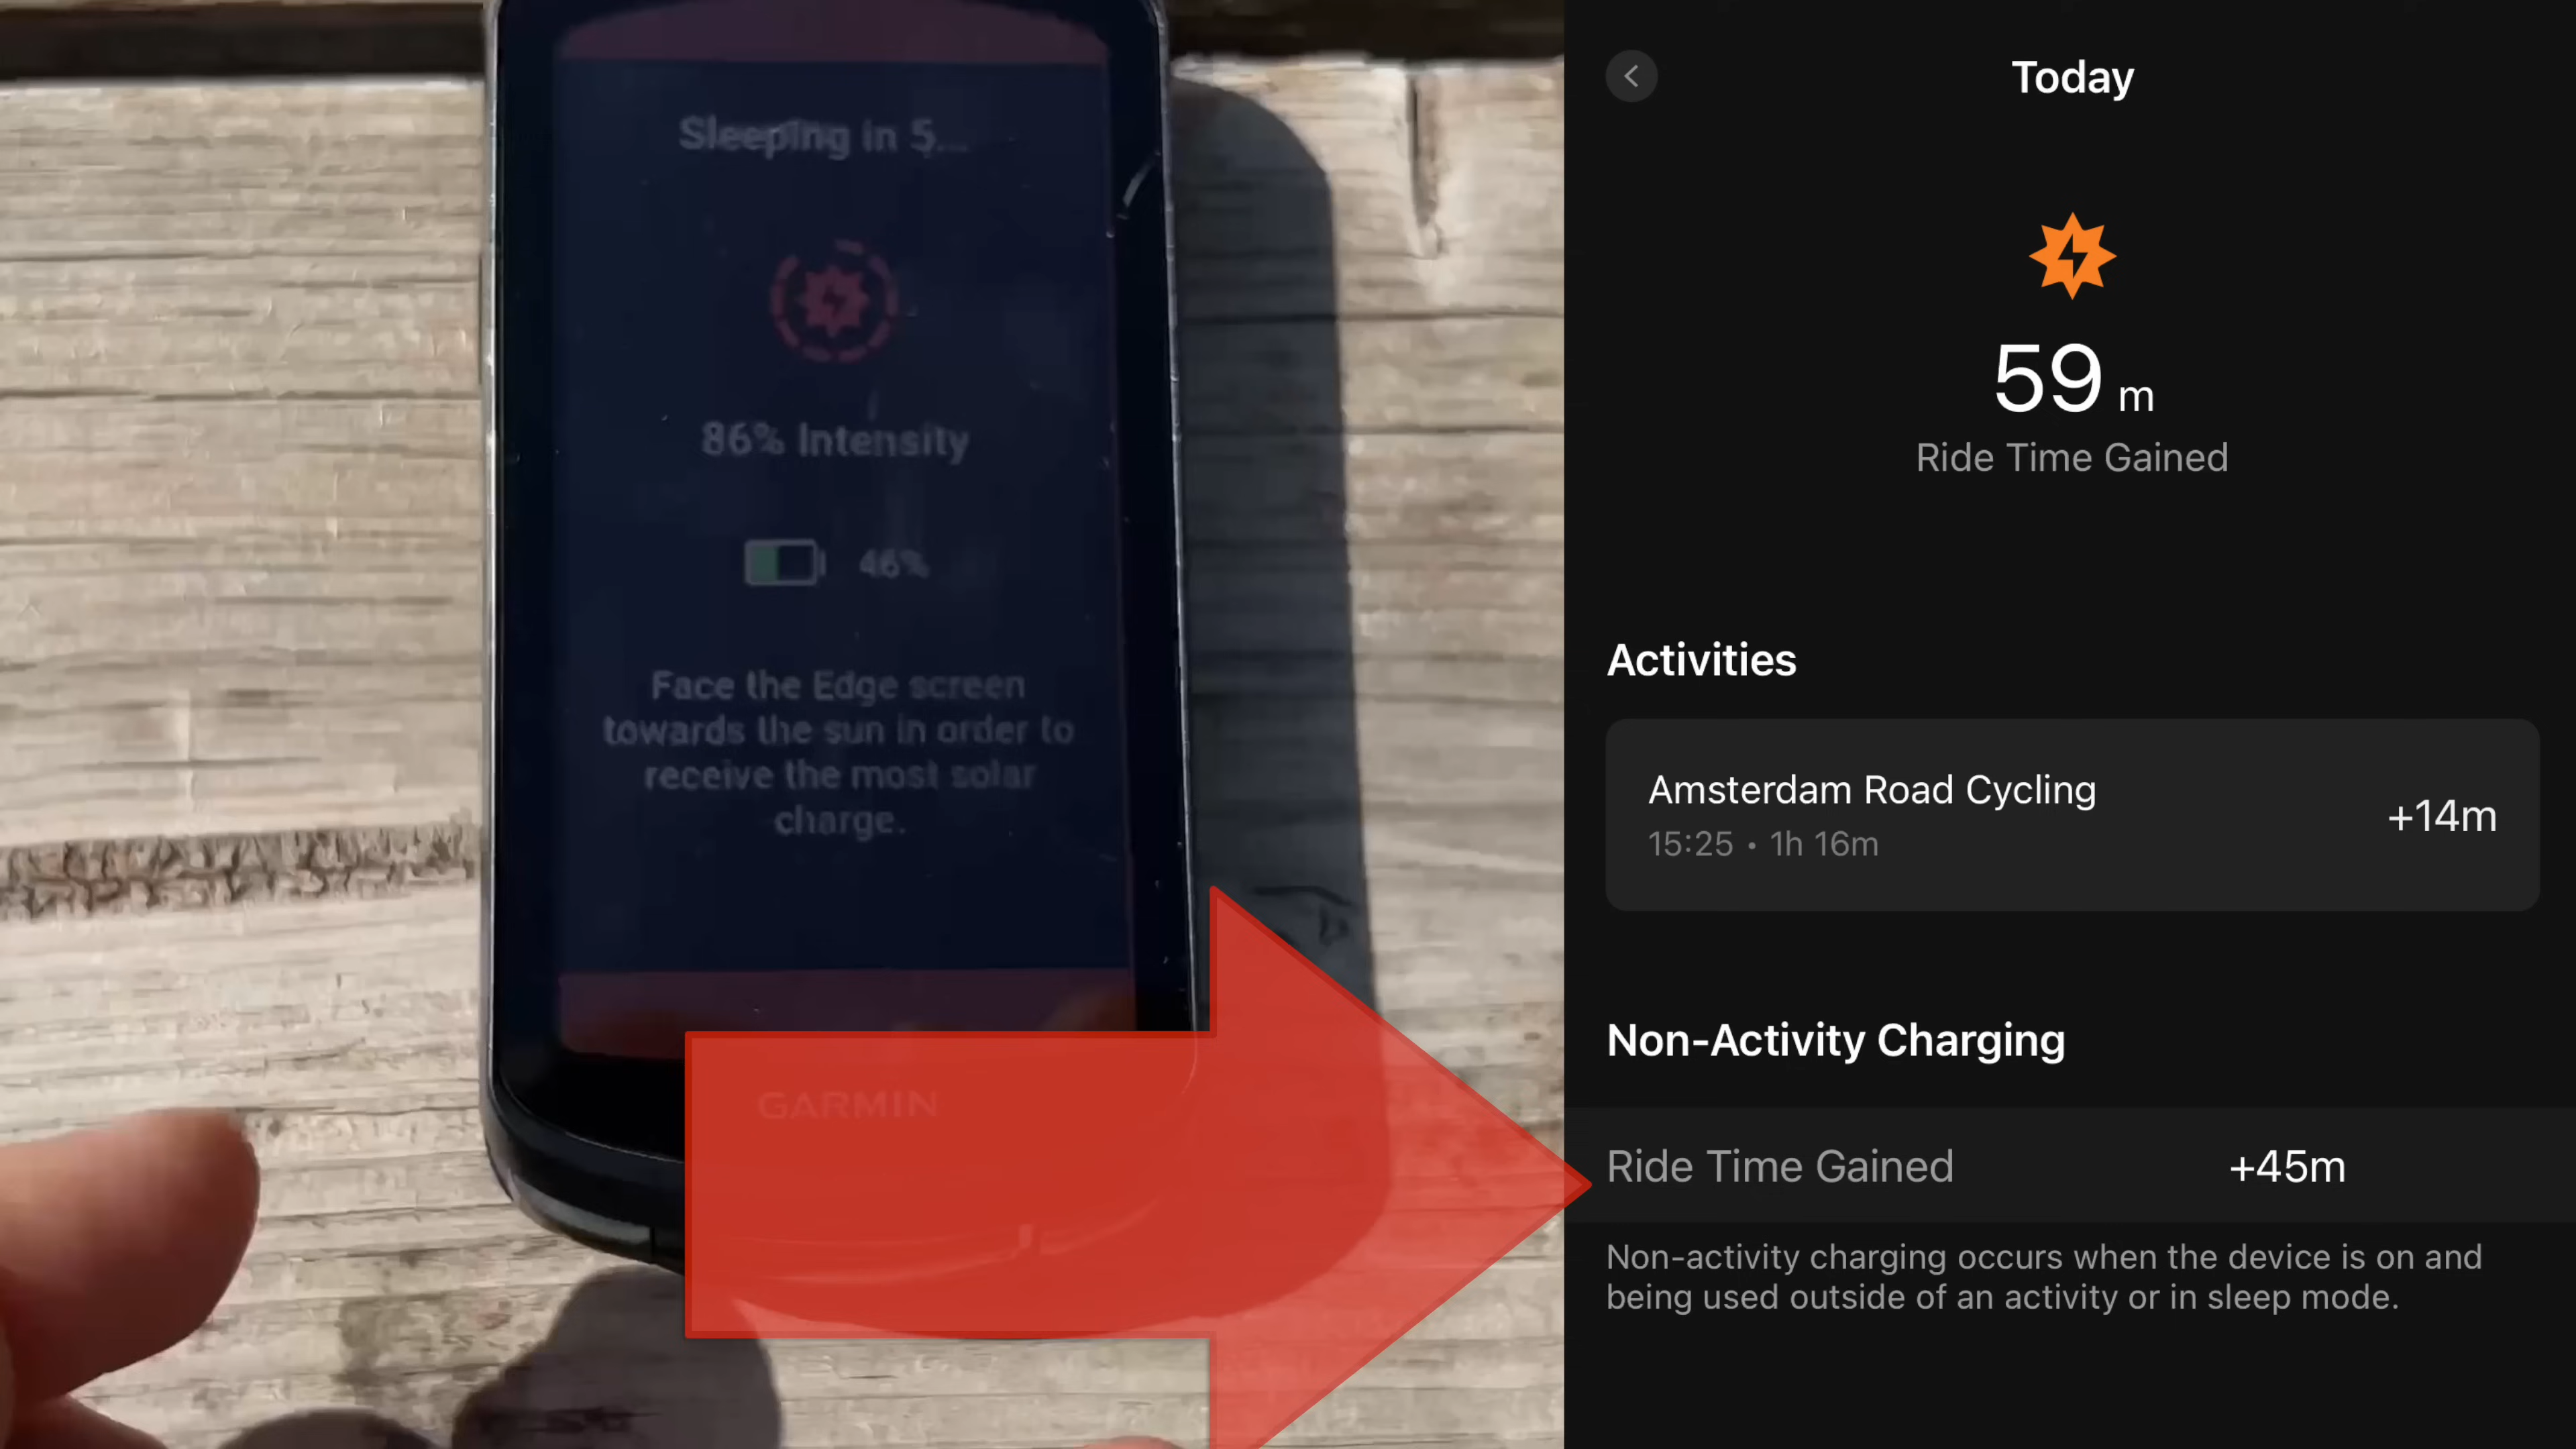 Sleeping in 5...
86% Intensity
46%
Face the Edge screen
towards the sun in order to
receive the most solar
charge.
GARMIN
Today
59 m
Ride Time Gained
Activities
Amsterdam Road Cycling
15:25 • 1h 16m
+14m
Non-Activity Charging
Ride Time Gained
+45m
Non-activity charging occurs when the device is on and
being used outside of an activity or in sleep mode.